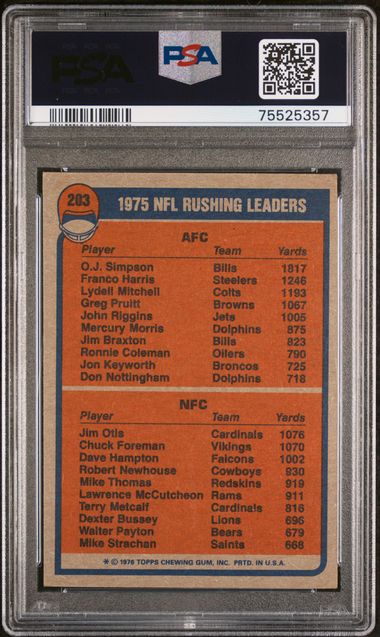 PSA
PSA
75525357
203
1975 NFL RUSHING LEADERS
AFC
Player Team Yards
O.J. Simpson Bills 1817
Franco Harris Steelers 1246
Lydell Mitchell Colts 1193
Greg Pruitt Browns 1067
John Riggins Jets 1005
Mercury Morris Dolphins 875
Jim Braxton Bills 823
Ronnie Coleman Oilers 790
Jon Keyworth Broncos 725
Don Nottingham Dolphins 718
NFC
Player Team Yards
Jim Otis Cardinals 1076
Chuck Foreman Vikings 1070
Dave Hampton Falcons 1002
Robert Newhouse Cowboys 930
Mike Thomas Redskins 919
Lawrence McCutcheon Rams 911
Terry Metcalf Cardinals 816
Dexter Bussey Lions 696
Walter Payton Bears 679
Mike Strachan Saints 668
* © 1976 TOPPS CHEWING GUM, INC. PRTD. IN U.S.A.